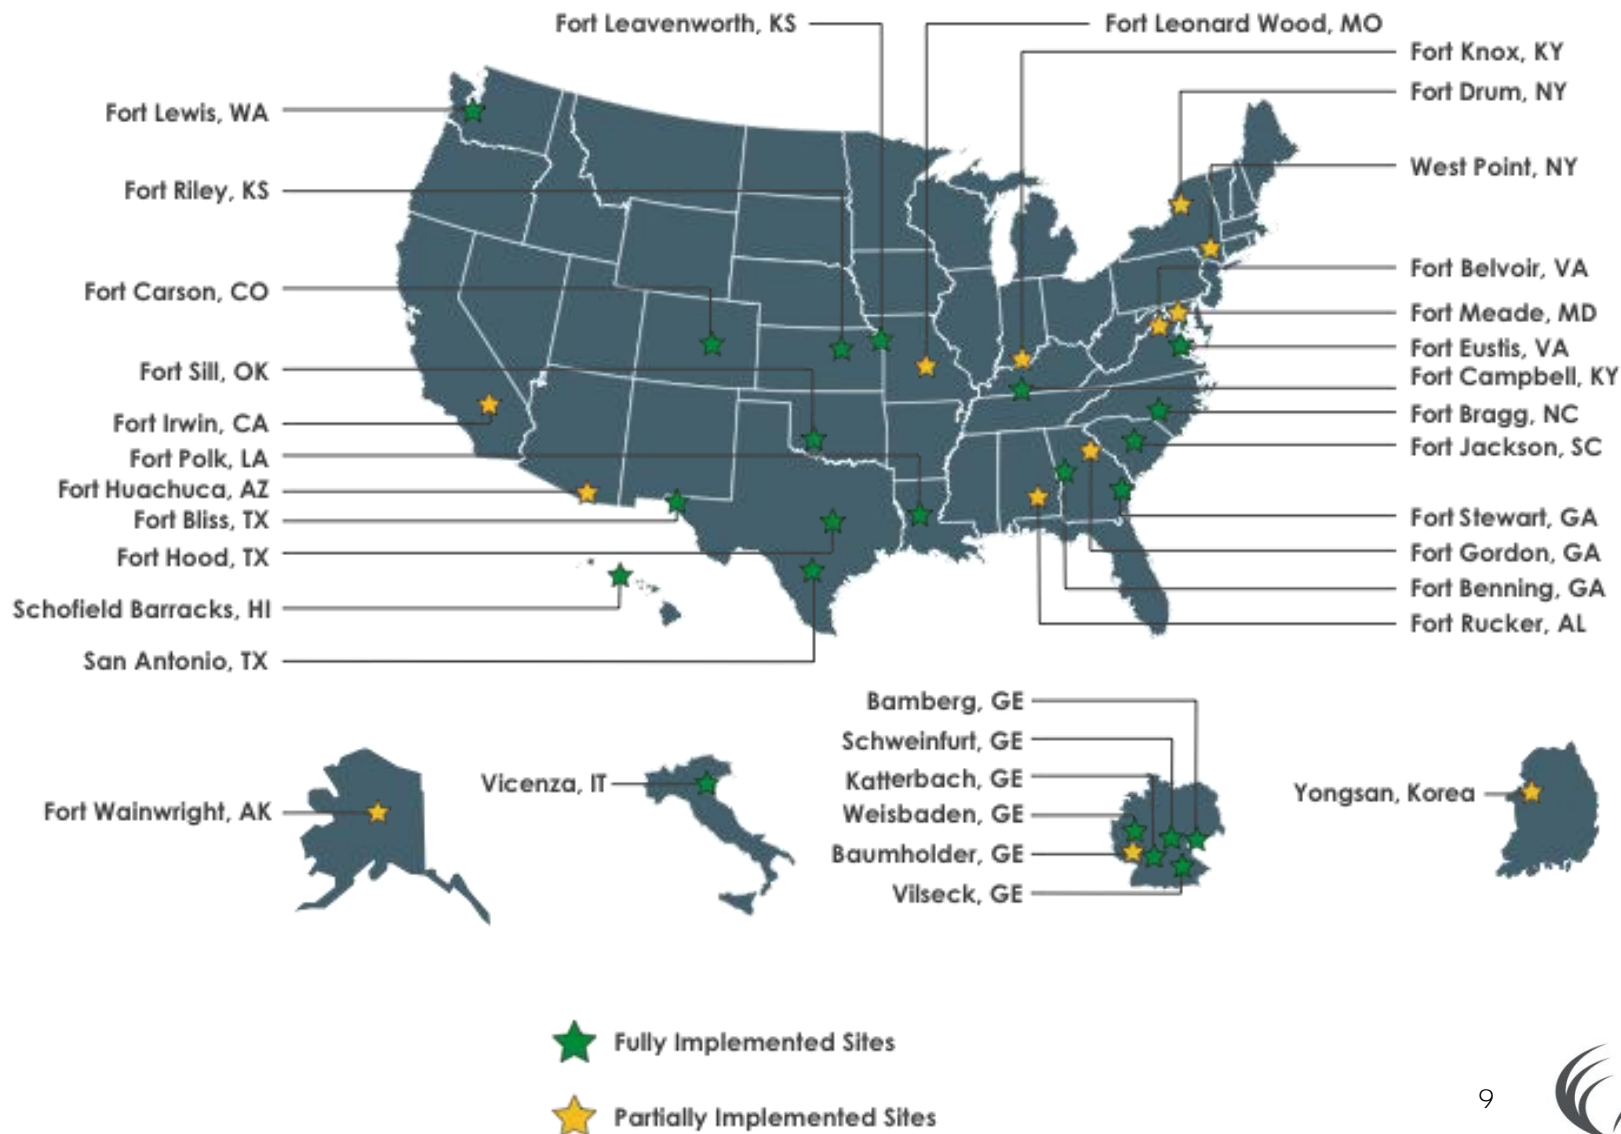 Fort Leavenworth, KS
Fort Leonard Wood, MO
Fort Knox, KY
Fort Drum, NY
Fort Lewis, WA
West Point, NY
Fort Riley, KS
Fort Belvoir, VA
Fort Carson, CO
Fort Meade, MD
Fort Eustis, VA
Fort Sill, OK
Fort Campbell, KY
Fort Irwin, CA
Fort Bragg, NC
Fort Polk, LA
Fort Jackson, SC
Fort Huachuca, AZ
Fort Bliss, TX
Fort Stewart, GA
Fort Hood, TX
Fort Gordon, GA
Fort Benning, GA
Schofield Barracks, HI
Fort Rucker, AL
San Antonio, TX
Bamberg, GE
Schweinfurt, GE
Katterbach, GE
Vicenza, IT
Yongsan, Korea
Fort Wainwright, AK
Weisbaden, GE
Baumholder, GE
Vilseck, GE
Fully Implemented Sites
Partially Implemented Sites
9